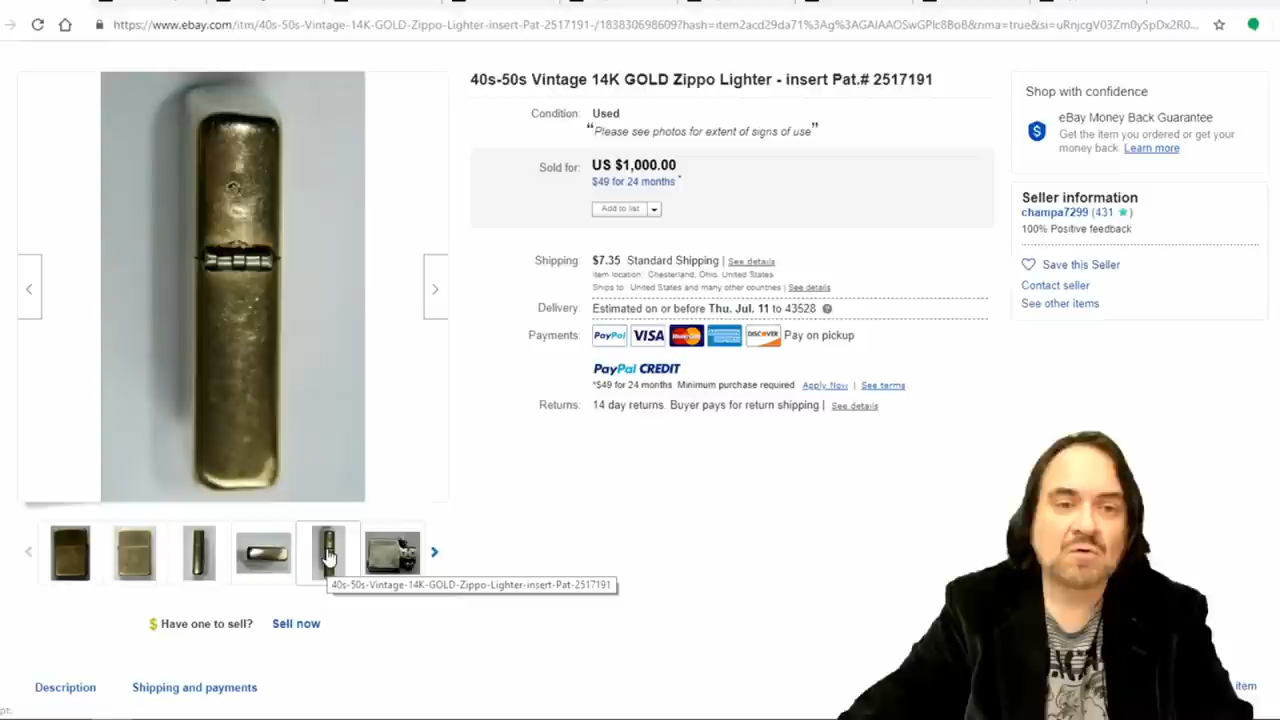 https://www.ebay.com/itm/40s-50s-Vintage-14K-GOLD-Zippo-Lighter-insert-Pat-2517191-/183830698609?hash=item2acd29da71%3Ag%3AGAIAAOSwGPlc8BoB&nma=true&si=uRnjcgV03Zm0ySpDx2R0...
40s-50s Vintage 14K GOLD Zippo Lighter - insert Pat.# 2517191
Condition: Used
“Please see photos for extent of signs of use”
Sold for: US $1,000.00
$49 for 24 months *
Add to list
Shipping: $7.35 Standard Shipping | See details
Item location: Chesterland, Ohio, United States
Ships to: United States and many other countries | See details
Delivery: Estimated on or before Thu. Jul. 11 to 43528
Payments: PayPal VISA MasterCard DISCOVER Pay on pickup
PayPal CREDIT
*$49 for 24 months Minimum purchase required Apply Now | See terms
Returns: 14 day returns. Buyer pays for return shipping | See details
Shop with confidence
eBay Money Back Guarantee
Get the item you ordered or get your
money back. Learn more
Seller information
champa7299 (431 ★)
100% Positive feedback
Save this Seller
Contact seller
See other items
40s-50s-Vintage-14K-GOLD-Zippo-Lighter-insert-Pat-2517191
$ Have one to sell? Sell now
Description Shipping and payments
item
pt: